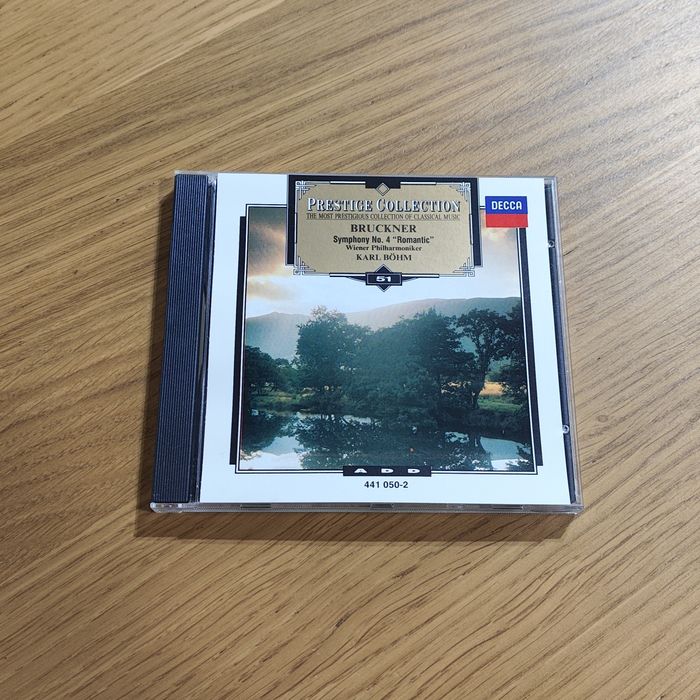 PRESTIGE COLLECTION
THE MOST PRESTIGIOUS COLLECTION OF CLASSICAL MUSIC
DECCA
BRUCKNER
Symphony No. 4 "Romantic"
Wiener Philharmoniker
KARL BÖHM
51
ADD
441 050-2